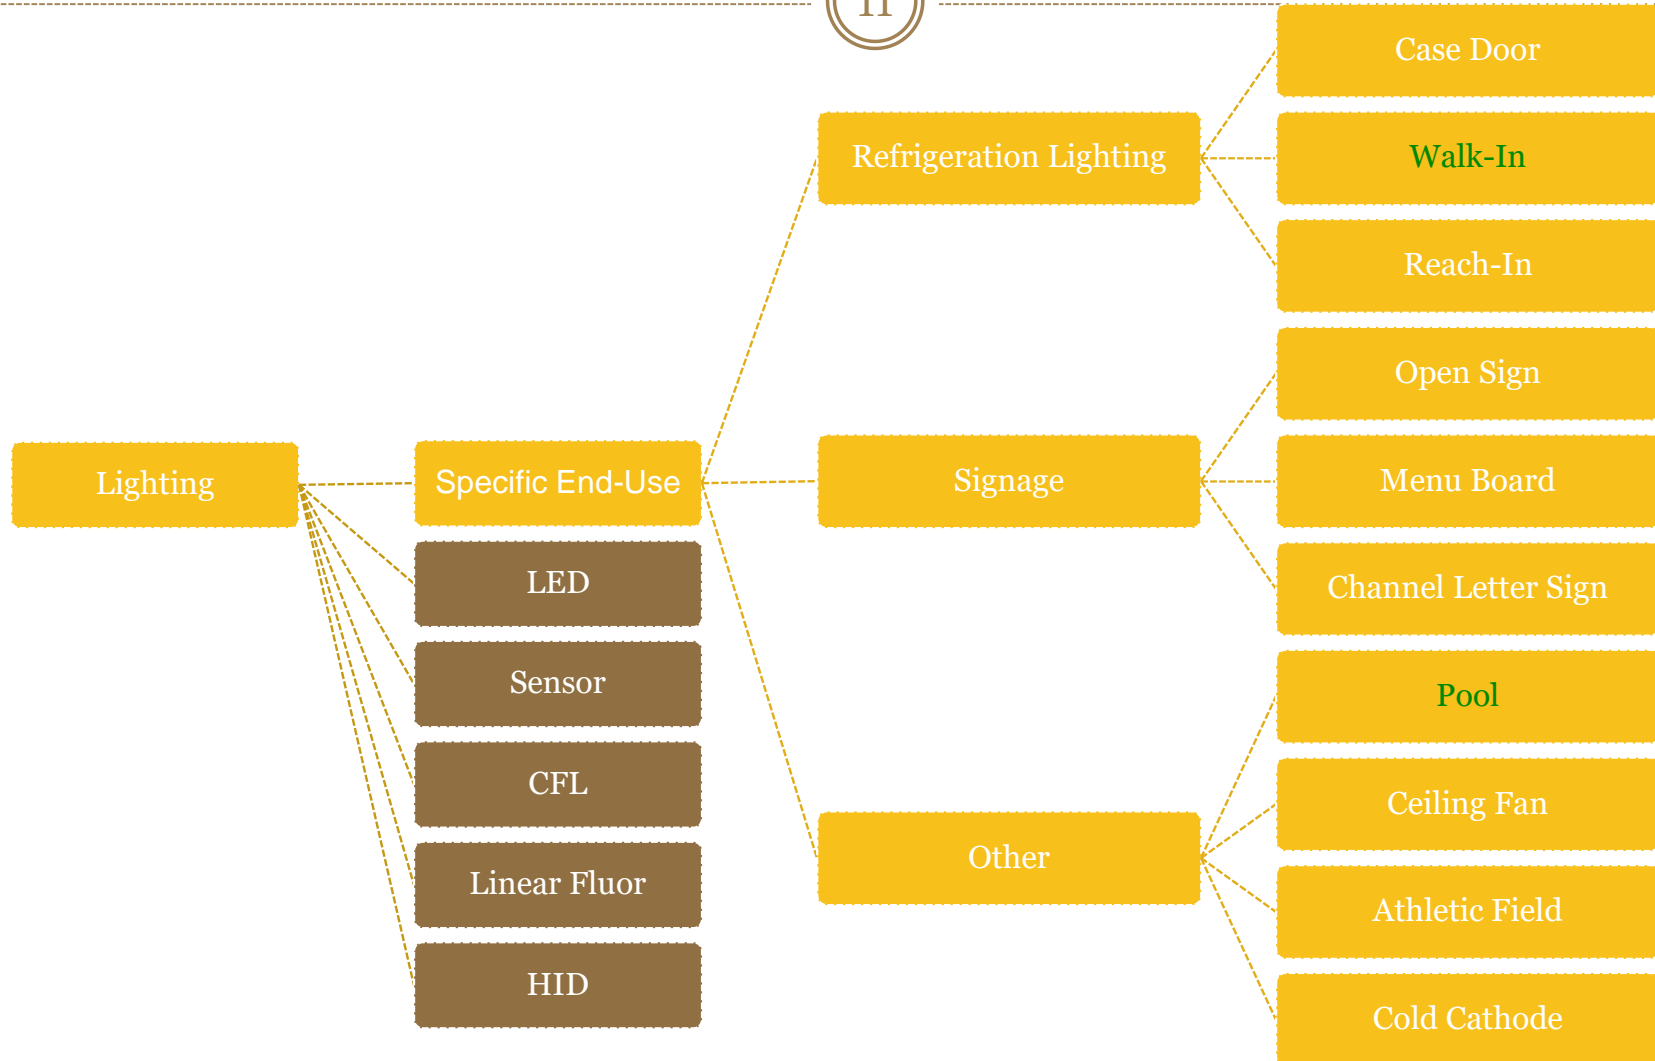 11
Case Door
Refrigeration Lighting
Walk-In
Reach-In
Open Sign
Lighting
Specific End-Use
Signage
Menu Board
LED
Channel Letter Sign
Sensor
Pool
CFL
Ceiling Fan
Other
Linear Fluor
Athletic Field
HID
Cold Cathode